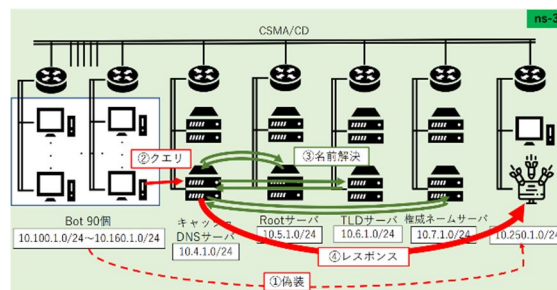 ns-3
CSMA/CD
②クエリ
③名前解決
Bot 90個
10.100.1.0/24～10.160.1.0/24
キャッシュ
DNSサーバ
10.4.1.0/24
Rootサーバ
10.5.1.0/24
TLDサーバ
10.6.1.0/24
権威ネームサーバ
10.7.1.0/24
10.250.1.0/24
④レスポンス
①偽装